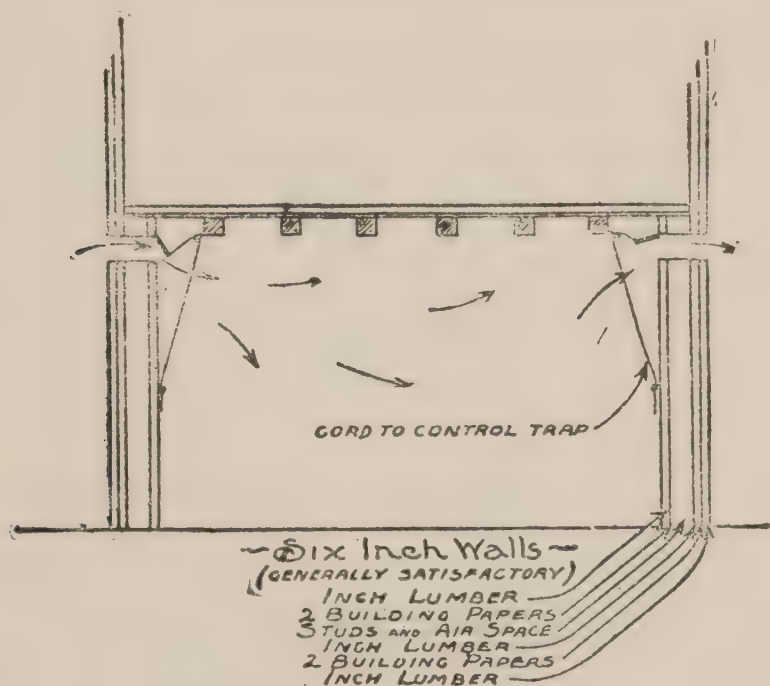 CORD TO CONTROL TRAP
~Six Inch Walls~
(GENERALLY SATISFACTORY)
INCH LUMBER
2 BUILDING PAPERS
STUDS AND AIR SPACE
INCH LUMBER
2 BUILDING PAPERS
INCH LUMBER